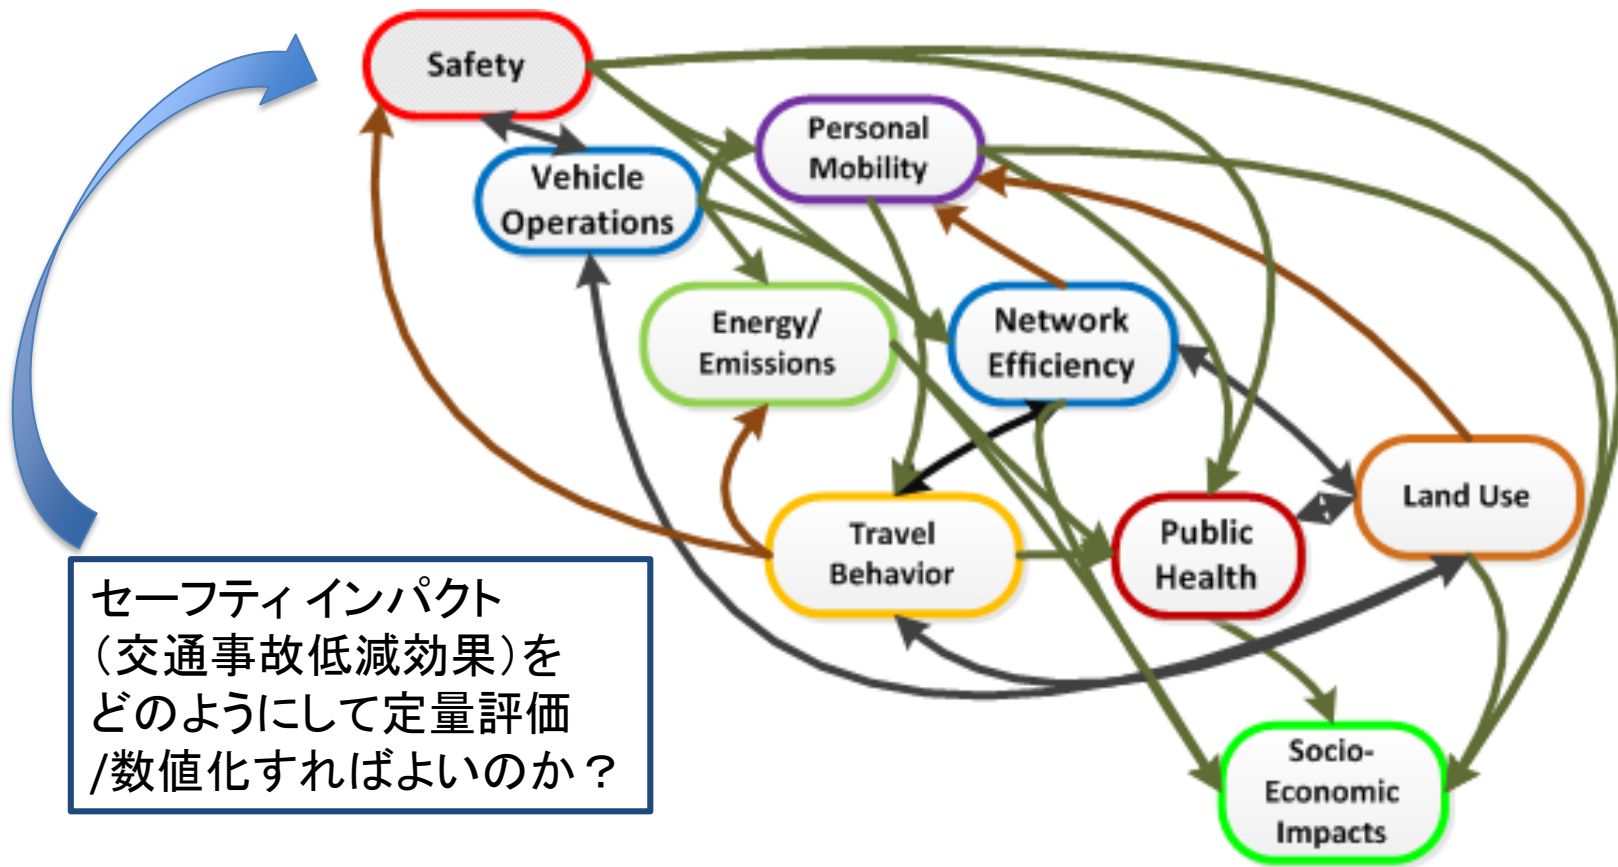 Safety
Personal
Mobility
Vehicle
Operations
Energy/
Emissions
Network
Efficiency
Land Use
Travel
Behavior
Public
Health
セーフティインパクト
（交通事故低減効果）を
どのようにして定量評価
/数値化すればよいのか？
Socio-
Economic
Impacts